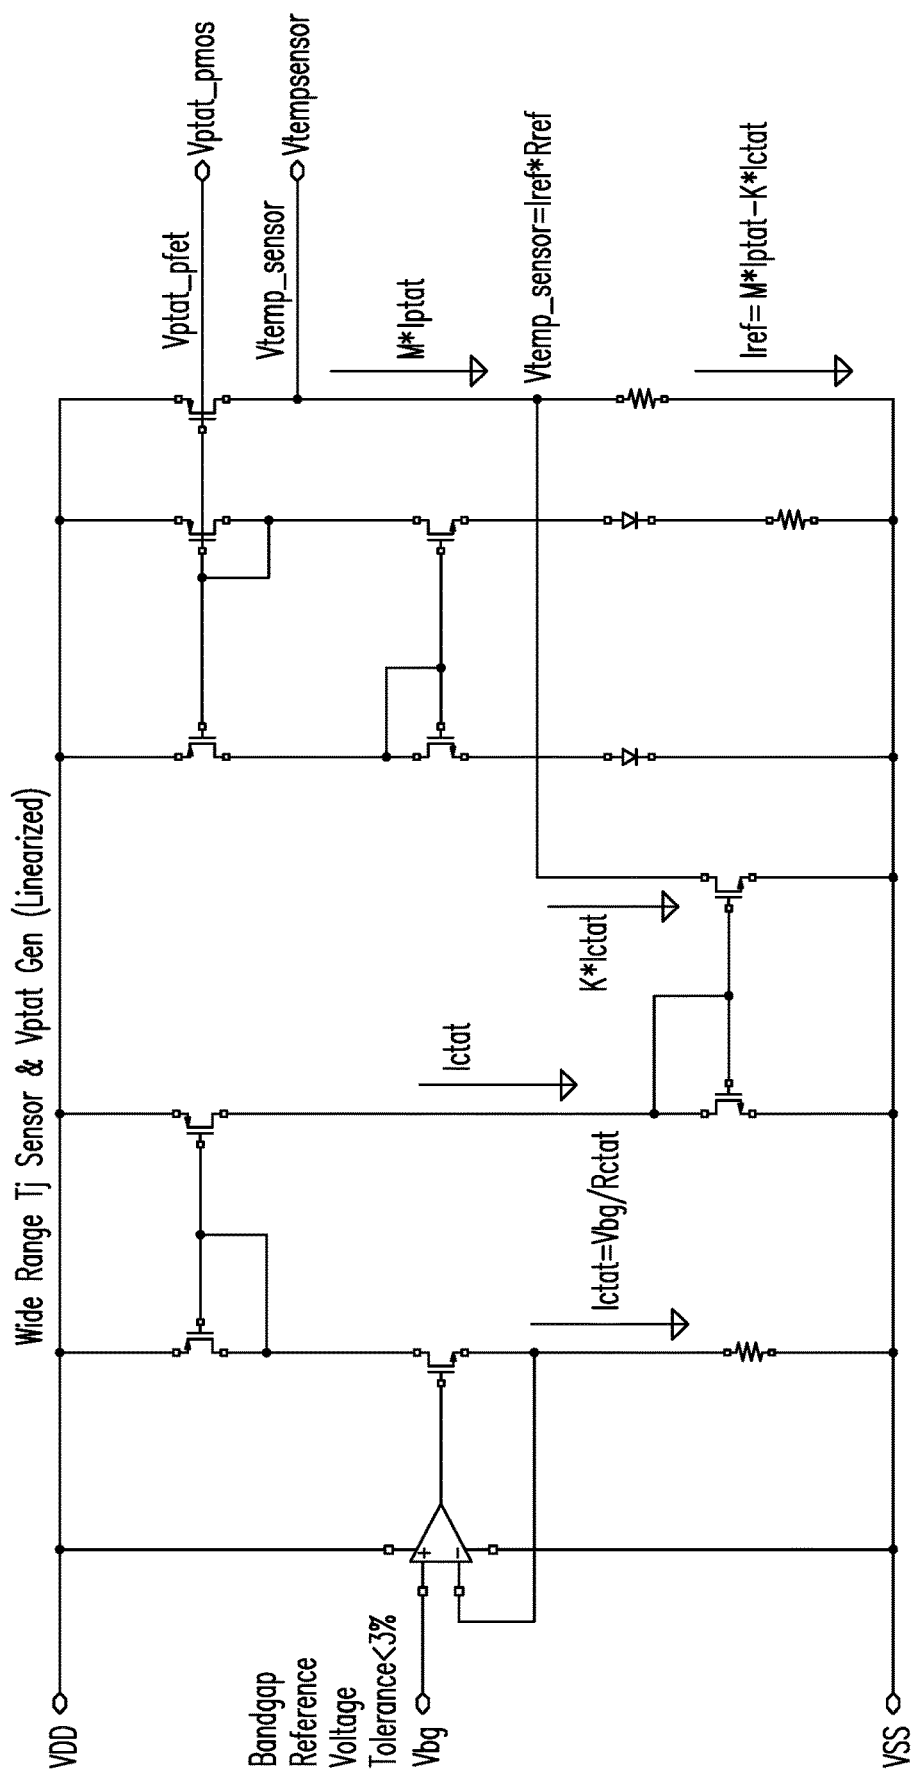 Wide Range Tj Sensor & Vptat Gen (Linearized)
VDD
Vptat_pfet
Vptat_pmos
Vtemp_sensor
Vtempsensor
Bandgap
Reference
Voltage
Tolerance<3%
Vbg
+
−
Ictat
M*Iptat
K*Ictat
Vtemp_sensor=Iref*Rref
Ictat=Vbg/Rctat
Iref= M*Iptat−K*Ictat
VSS